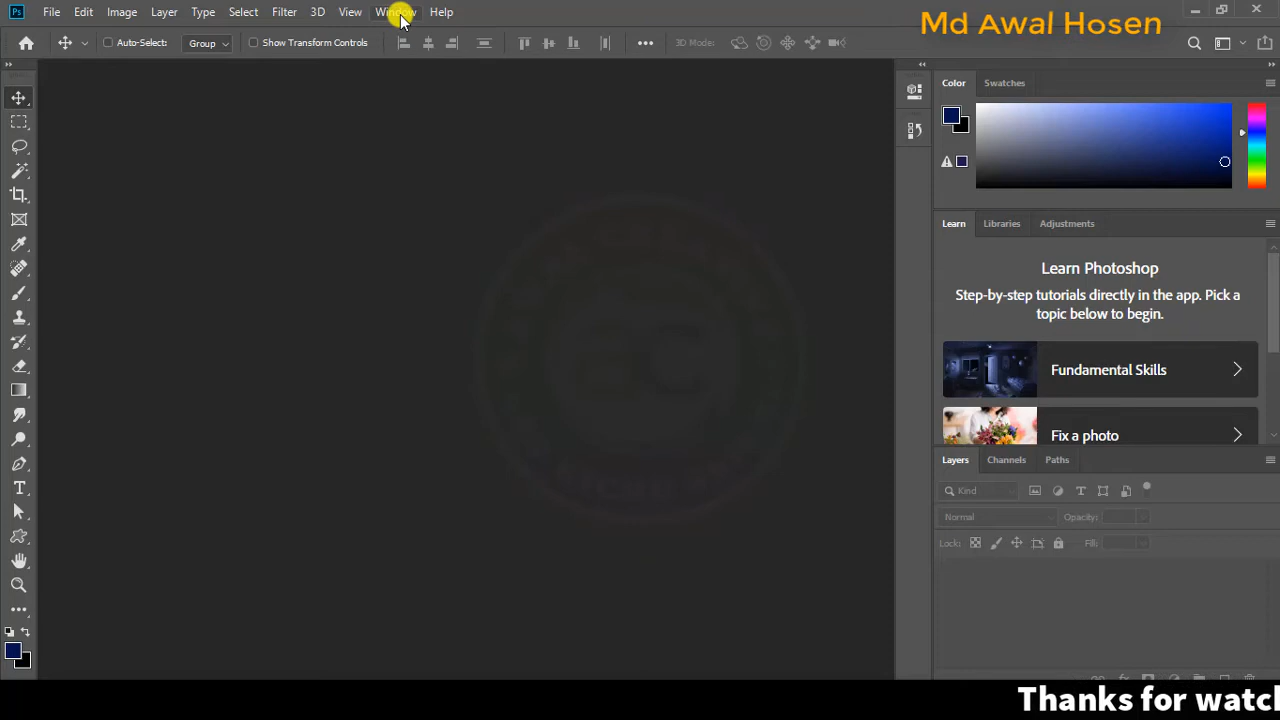 Ps File Edit Image Layer Type Select Filter 3D View Window Help
Md Awal Hosen
Auto-Select: Group Show Transform Controls 3D Mode:
Color Swatches
Learn Libraries Adjustments
Learn Photoshop
Step-by-step tutorials directly in the app. Pick a
topic below to begin.
Fundamental Skills
Fix a photo
Layers Channels Paths
Kind
Normal Opacity:
Lock: Fill:
Thanks for watcl